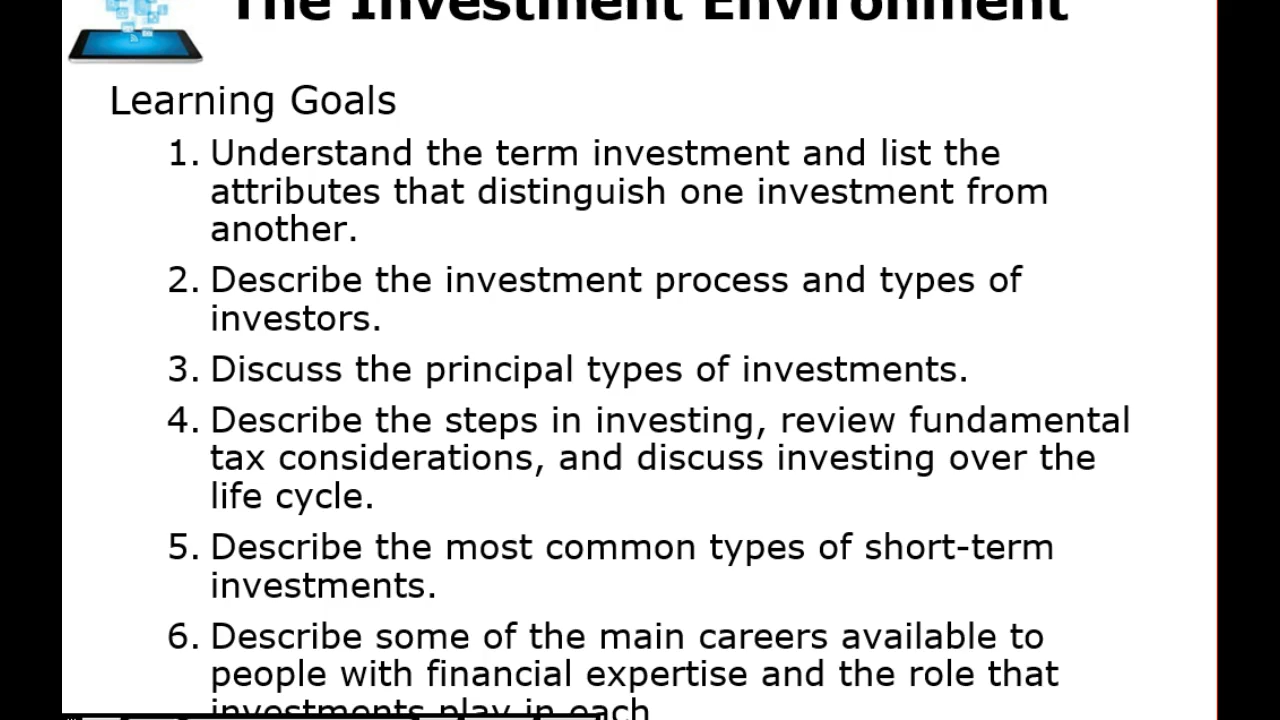 The Investment Environment
Learning Goals
1. Understand the term investment and list the
attributes that distinguish one investment from
another.
2. Describe the investment process and types of
investors.
3. Discuss the principal types of investments.
4. Describe the steps in investing, review fundamental
tax considerations, and discuss investing over the
life cycle.
5. Describe the most common types of short-term
investments.
6. Describe some of the main careers available to
people with financial expertise and the role that
investments play in each